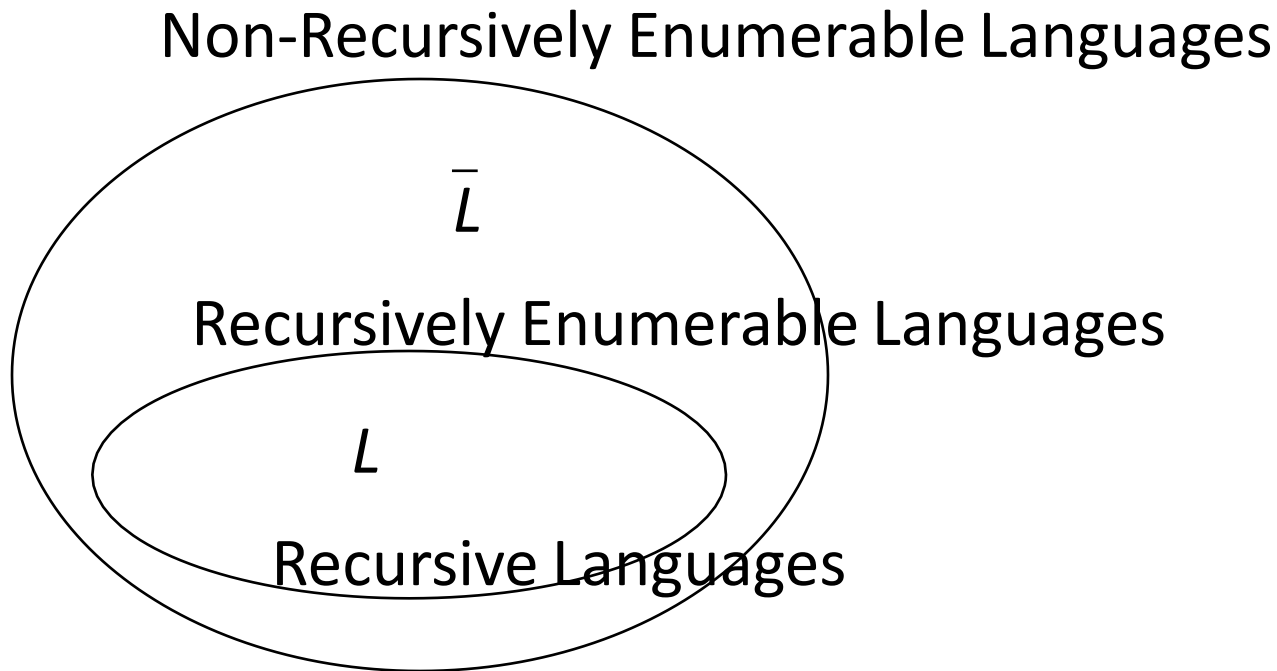 Non-Recursively Enumerable Languages
L̅
Recursively Enumerable Languages
L
Recursive Languages